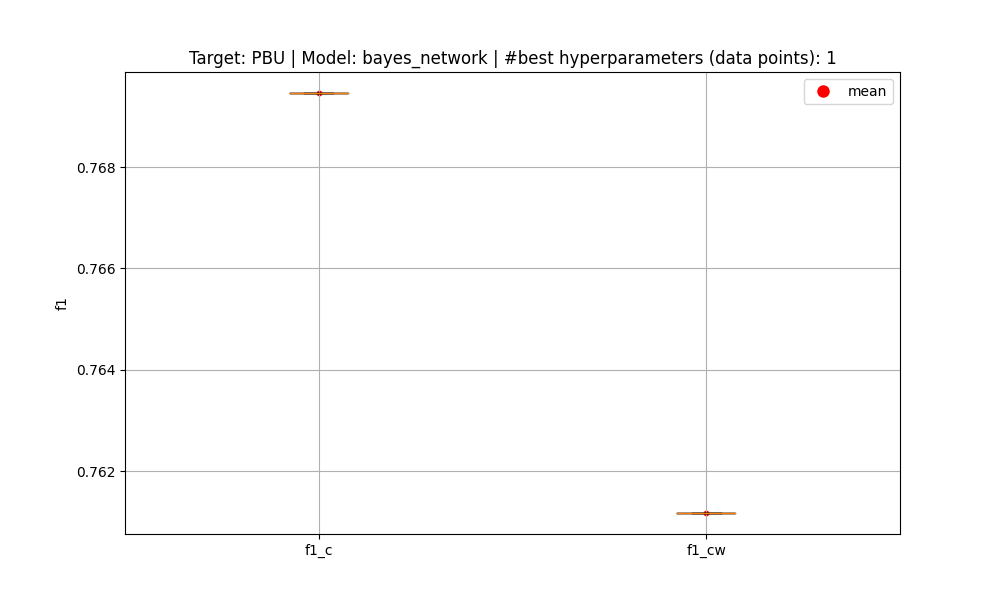 Target: PBU | Model: bayes_network | #best hyperparameters (data points): 1
mean
0.768
0.766
0.764
0.762
f1
f1_c
f1_cw